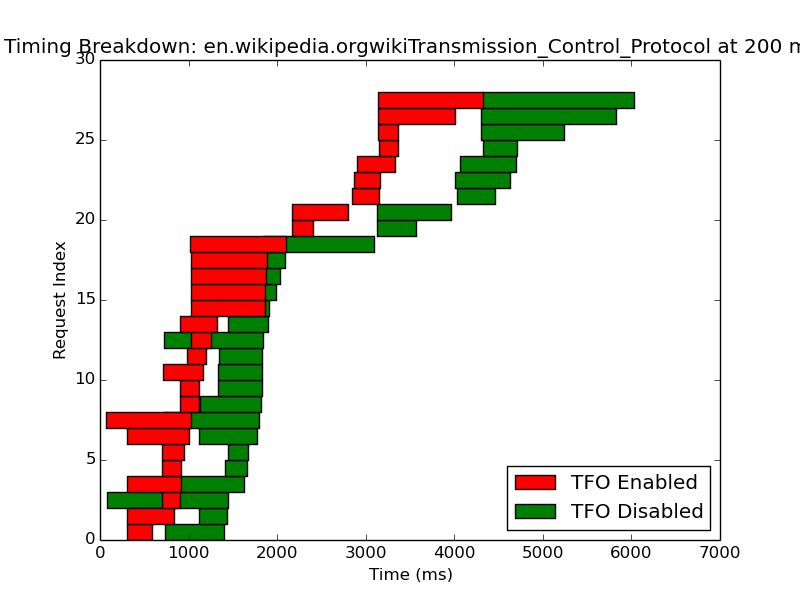 Timing Breakdown: en.wikipedia.orgwikiTransmission_Control_Protocol at 200 m
30
25
20
15
10
5
0
Request Index
TFO Enabled
TFO Disabled
0 1000 2000 3000 4000 5000 6000 7000
Time (ms)